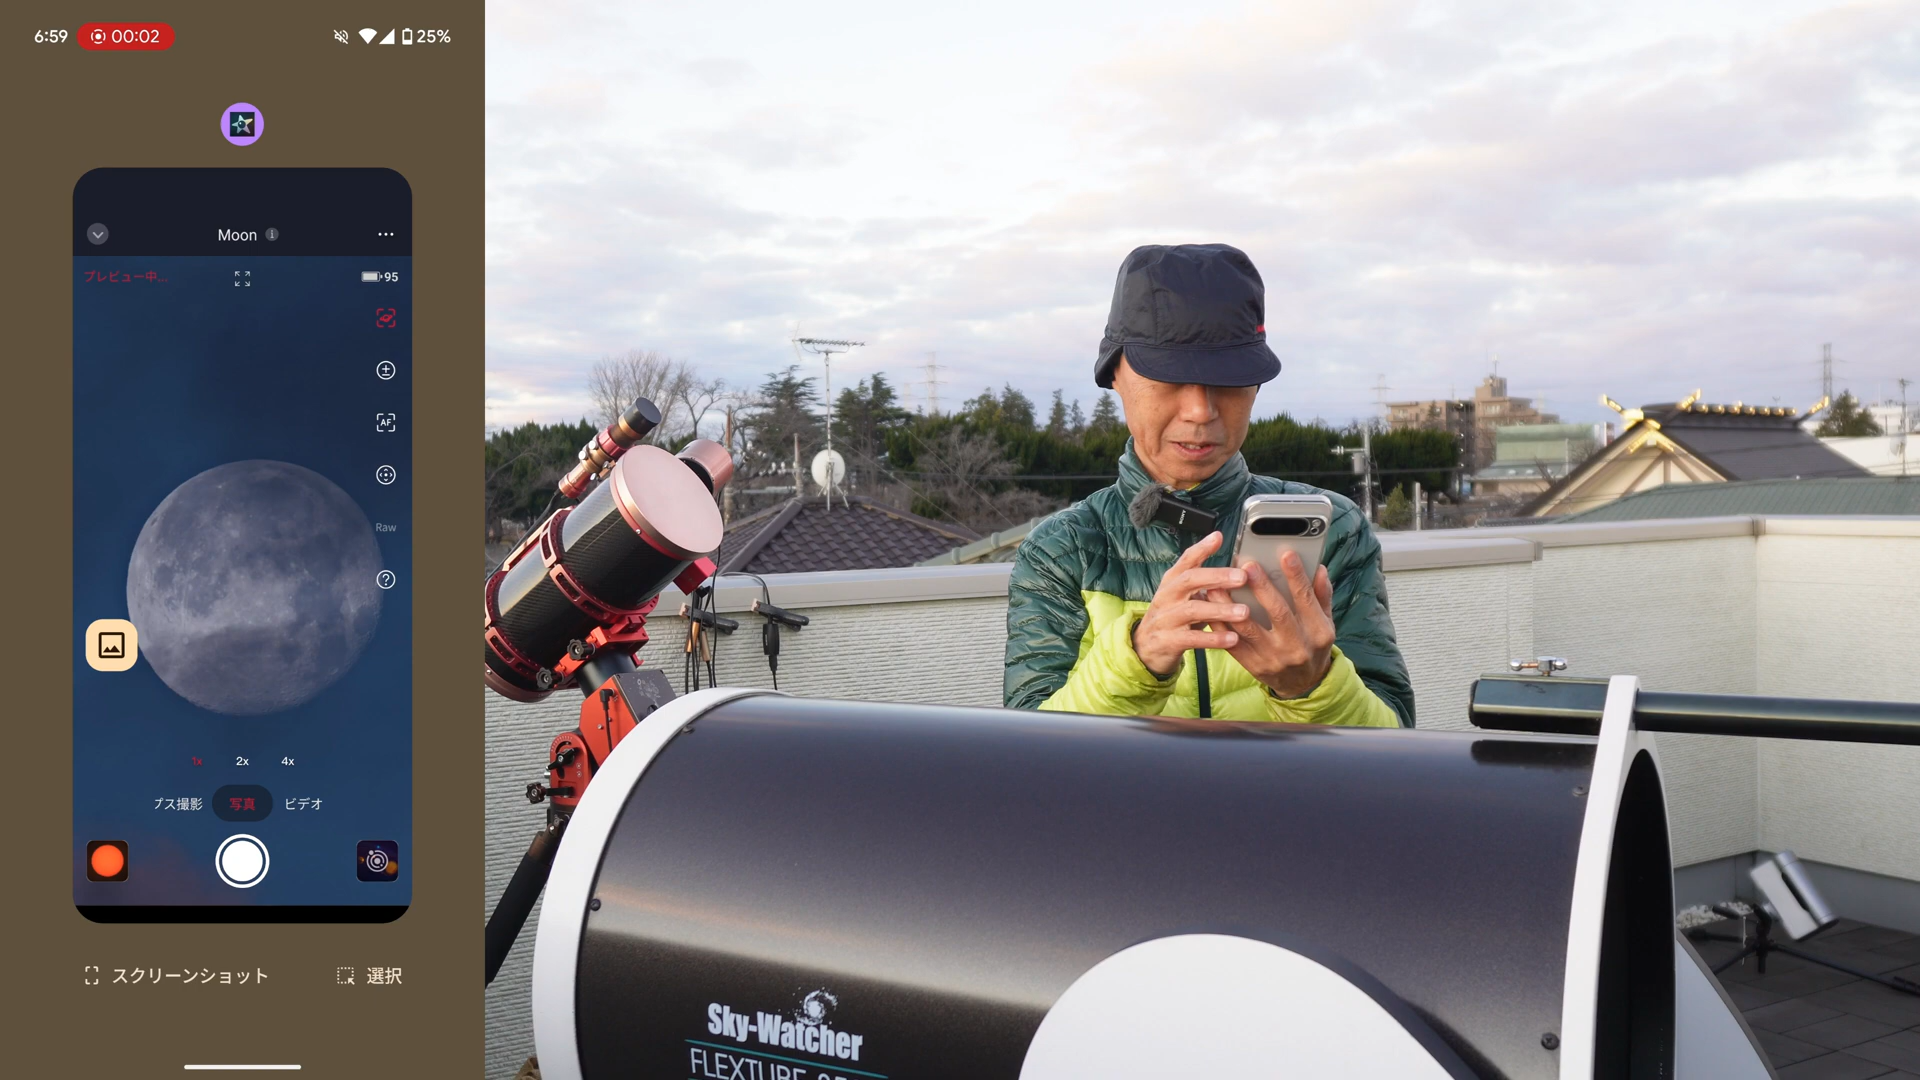 6:59 00:02 25%
Moon
プレビュー中...
95
AF
Raw
1x 2x 4x
プス撮影 写真 ビデオ
スクリーンショット 選択
SONY
Sky-Watcher